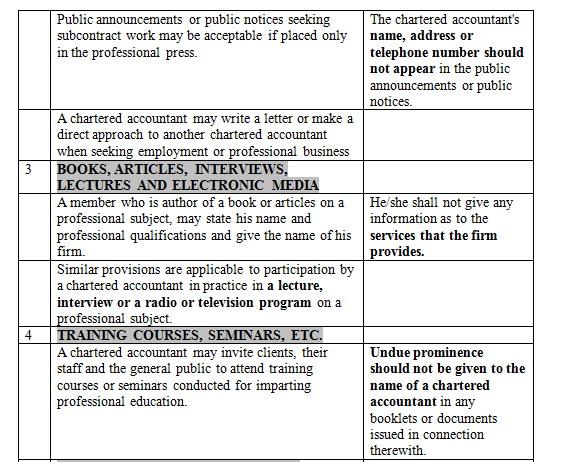 Public announcements or public notices seeking
subcontract work may be acceptable if placed only
in the professional press.
The chartered accountant's
name, address or
telephone number should
not appear in the public
announcements or public
notices.
A chartered accountant may write a letter or make a
direct approach to another chartered accountant
when seeking employment or professional business
3
BOOKS, ARTICLES, INTERVIEWS,
LECTURES AND ELECTRONIC MEDIA
A member who is author of a book or articles on a
professional subject, may state his name and
professional qualifications and give the name of his
firm.
He/she shall not give any
information as to the
services that the firm
provides.
Similar provisions are applicable to participation by
a chartered accountant in practice in a lecture,
interview or a radio or television program on a
professional subject.
4
TRAINING COURSES, SEMINARS, ETC.
A chartered accountant may invite clients, their
staff and the general public to attend training
courses or seminars conducted for imparting
professional education.
Undue prominence
should not be given to the
name of a chartered
accountant in any
booklets or documents
issued in connection
therewith.